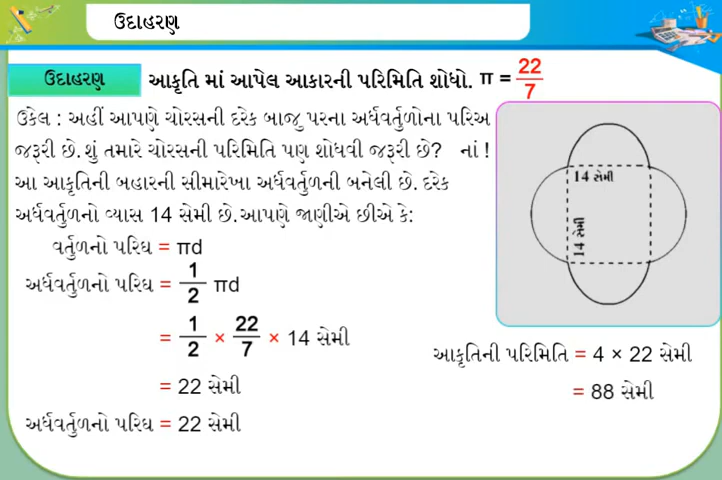 ઉદાહરણ
ઉદાહરણ આકૃતિ માં આપેલ આકારની પરિમિતિ શોધો. π = 22/7
ઉકેલ : અહીં આપણે ચોરસની દરેક બાજુ પરના અર્ધવર્તુળોના પરિઅ
જરૂરી છે. શું તમારે ચોરસની પરિમિતિ પણ શોધવી જરૂરી છે? નાં !
આ આકૃતિની બહારની સીમારેખા અર્ધવર્તુળની બનેલી છે. દરેક
અર્ધવર્તુળનો વ્યાસ 14 સેમી છે. આપણે જાણીએ છીએ કે:
વર્તુળનો પરિઘ = πd
અર્ધવર્તુળનો પરિઘ = 1/2 πd
= 1/2 × 22/7 × 14 સેમી
= 22 સેમી
અર્ધવર્તુળનો પરિઘ = 22 સેમી
14 સેમી
14 સેમી
આકૃતિની પરિમિતિ = 4 × 22 સેમી
= 88 સેમી